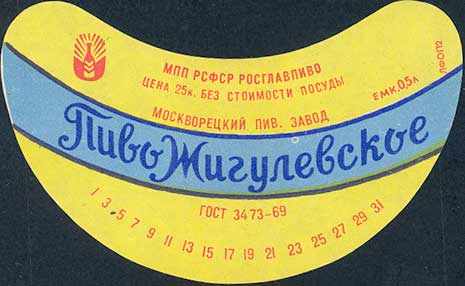 МПП РСФСР РОСГЛАВПИВО
ЦЕНА 25к. БЕЗ СТОИМОСТИ ПОСУДЫ
МОСКВОРЕЦКИЙ ПИВ. ЗАВОД
ЕМК. 0,5л
ЛФОП2
Пиво Жигулевское
ГОСТ 3473-69
1 3 5 7 9 11 13 15 17 19 21 23 25 27 29 31